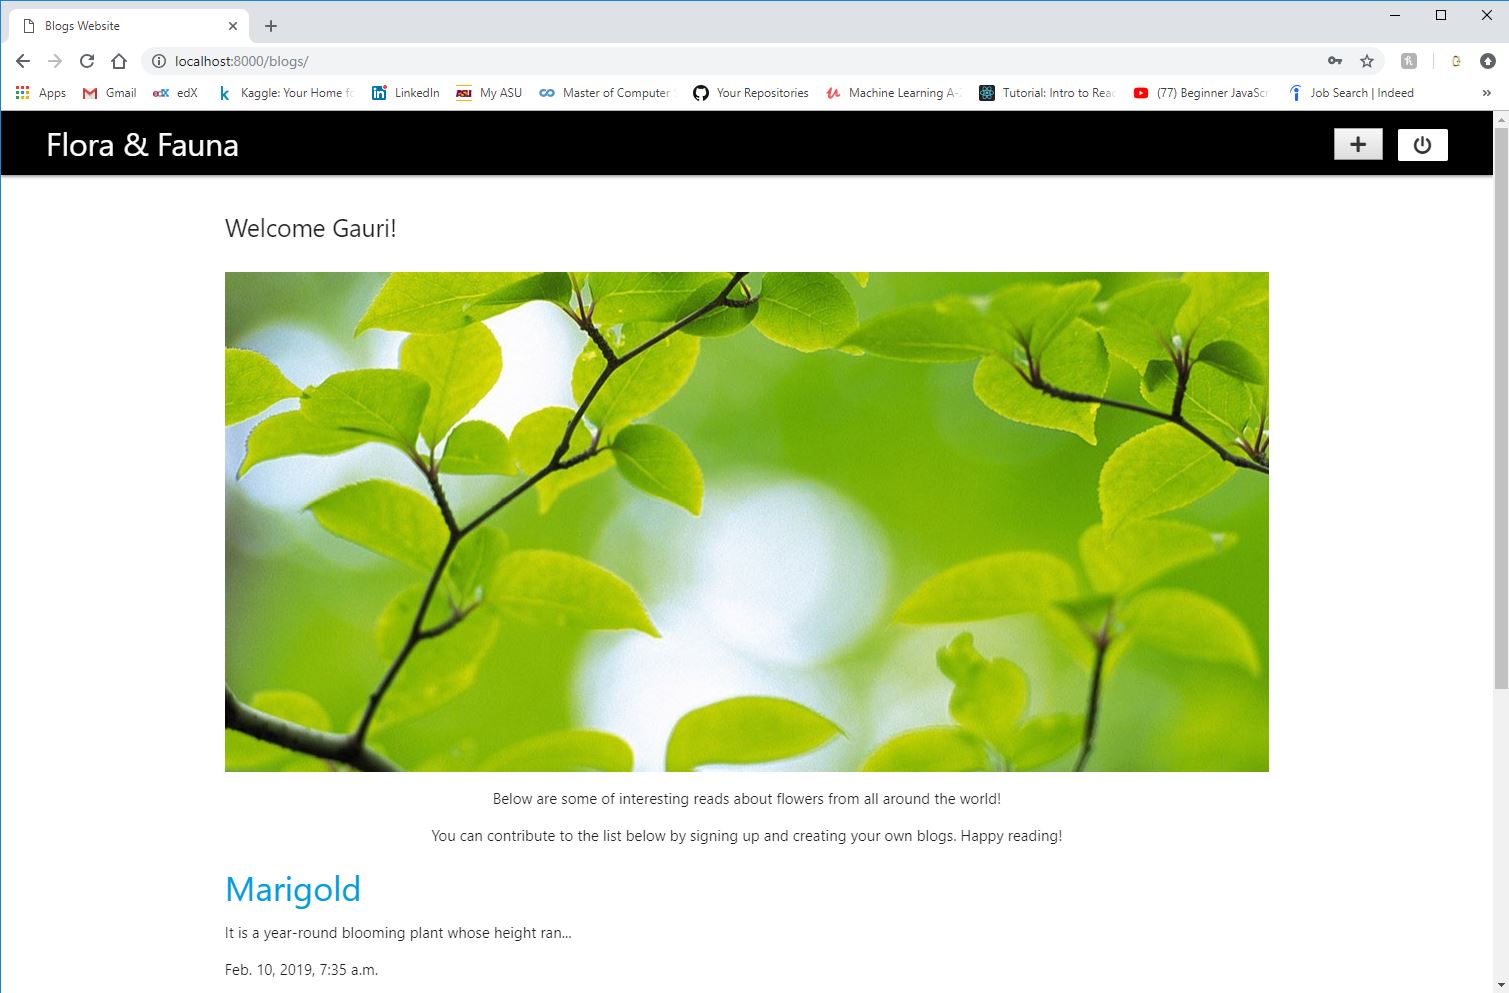 Blogs Website
localhost:8000/blogs/
Apps Gmail edX Kaggle: Your Home LinkedIn My ASU Master of Computer Your Repositories Machine Learning A- Tutorial: Intro to (77) Beginner Job Search | Indeed »
Flora & Fauna
Welcome Gauri!
Below are some of interesting reads about flowers from all around the world!
You can contribute to the list below by signing up and creating your own blogs. Happy reading!
Marigold
It is a year-round blooming plant whose height ran...
Feb. 10, 2019, 7:35 a.m.